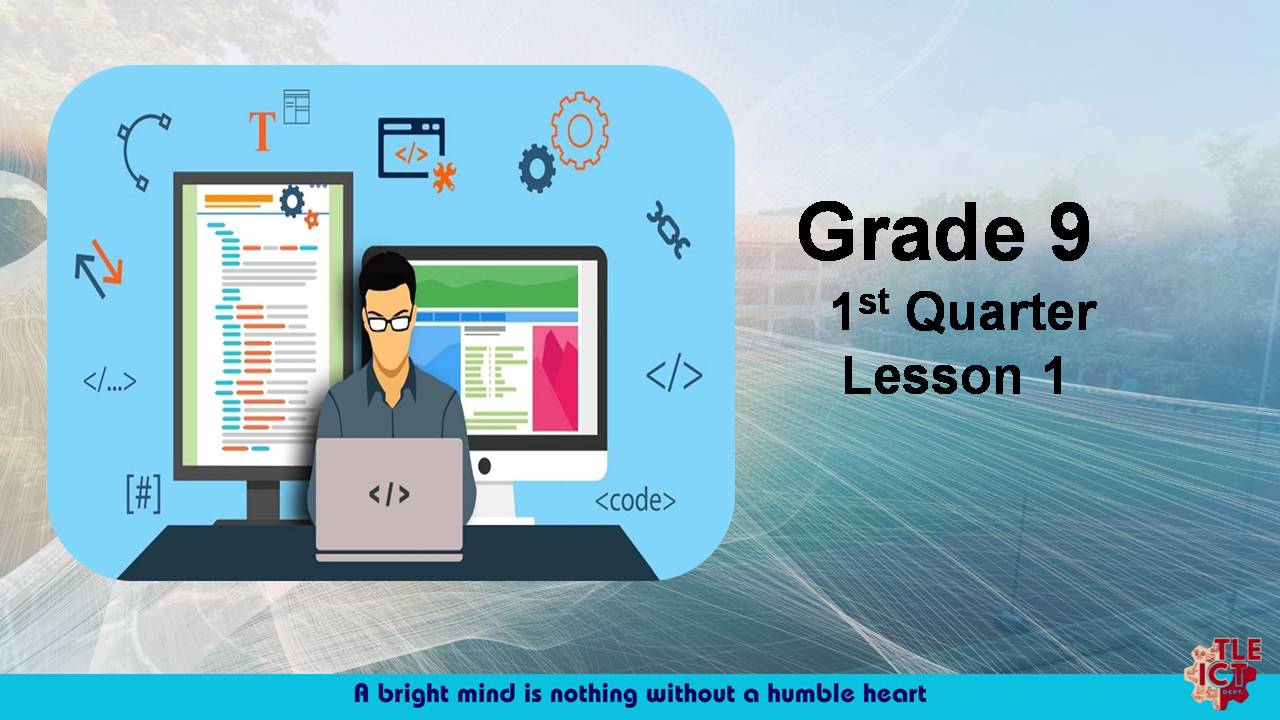 T
</>
</...>
</>
[#]
</>
<code>
Grade 9
1st Quarter
Lesson 1
A bright mind is nothing without a humble heart
TLE
ICT
DEPT.